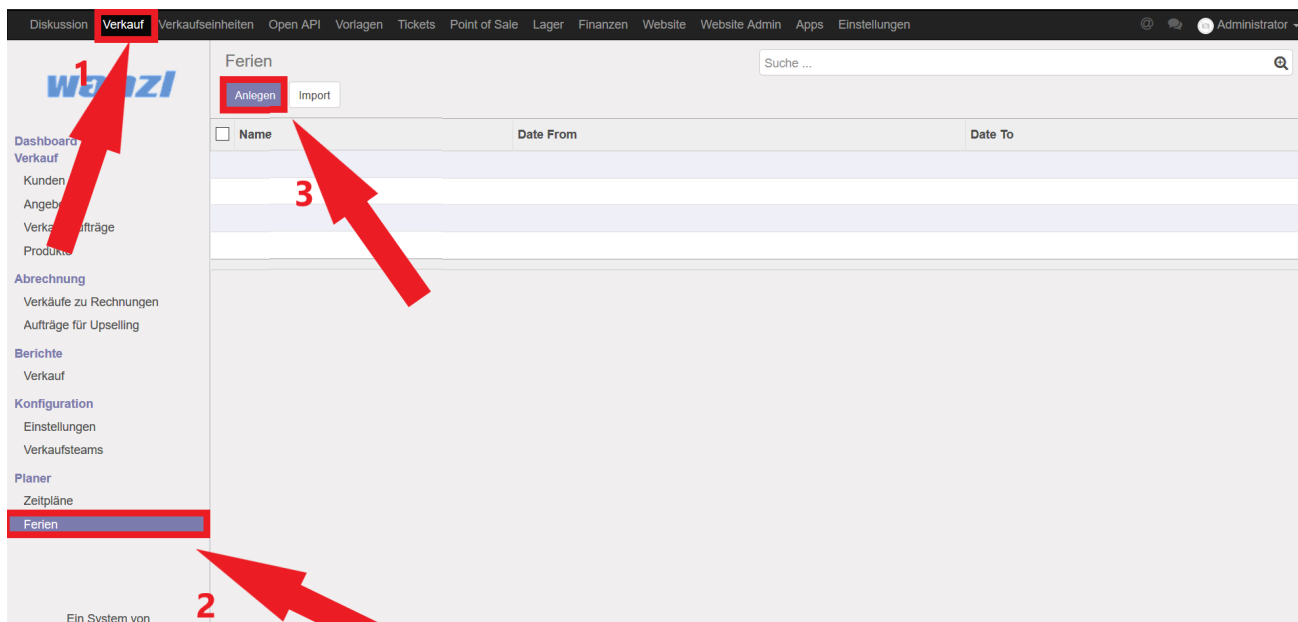 Diskussion Verkauf Verkaufseinheiten Open API Vorlagen Tickets Point of Sale Lager Finanzen Website Website Admin Apps Einstellungen @ Administrator
1
wanzl
Ferien
Suche ...
Anlegen Import
Name Date From Date To
Dashboard
Verkauf
Kunden
3
Produkte
Abrechnung
Verkäufe zu Rechnungen
Aufträge für Upselling
Berichte
Verkauf
Konfiguration
Einstellungen
Verkaufsteams
Planer
Zeitpläne
Ferien
2
Ein System von